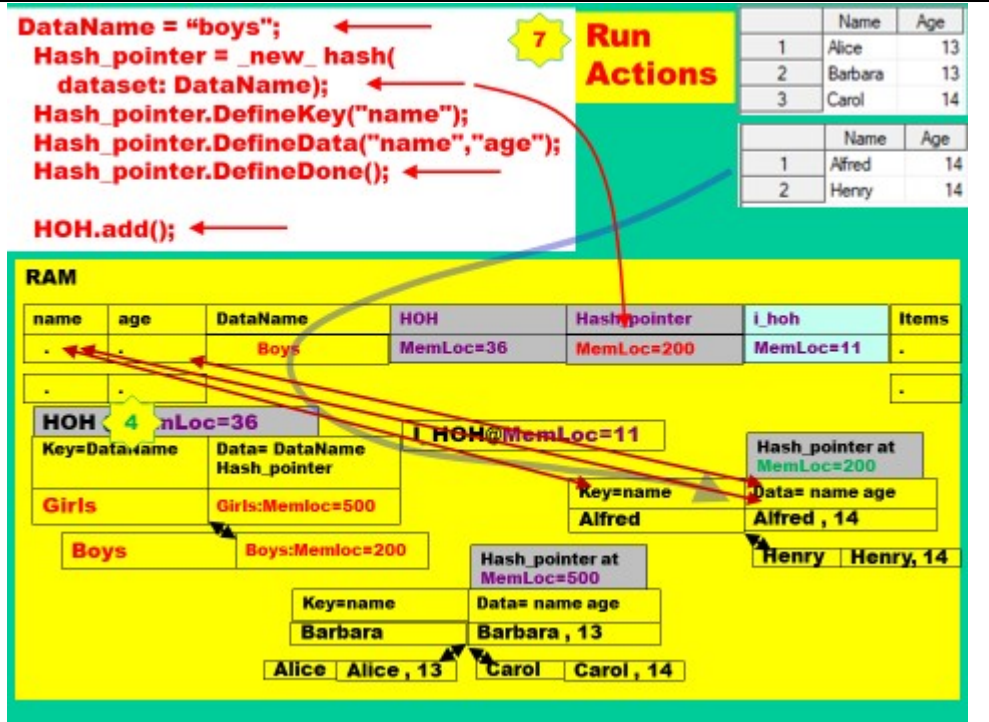 DataName = “boys";
Hash_pointer = _new_ hash(
dataset: DataName);
Hash_pointer.DefineKey("name");
Hash_pointer.DefineData("name","age");
Hash_pointer.DefineDone();
HOH.add();
7
Run
Actions
Name Age
1 Alice 13
2 Barbara 13
3 Carol 14
Name Age
1 Alfred 14
2 Henry 14
RAM
name age DataName HOH Hash_pointer i_hoh Items
. . Boys MemLoc=36 MemLoc=200 MemLoc=11 .
. . .
HOH 4 mLoc=36
Key=DataName Data= DataName
Hash_pointer
Girls Girls:Memloc=500
Boys Boys:Memloc=200
I_HOH@MemLoc=11
Hash_pointer at
MemLoc=200
Key=name Data= name age
Alfred Alfred , 14
Henry Henry, 14
Hash_pointer at
MemLoc=500
Key=name Data= name age
Barbara Barbara , 13
Alice Alice , 13 Carol Carol , 14